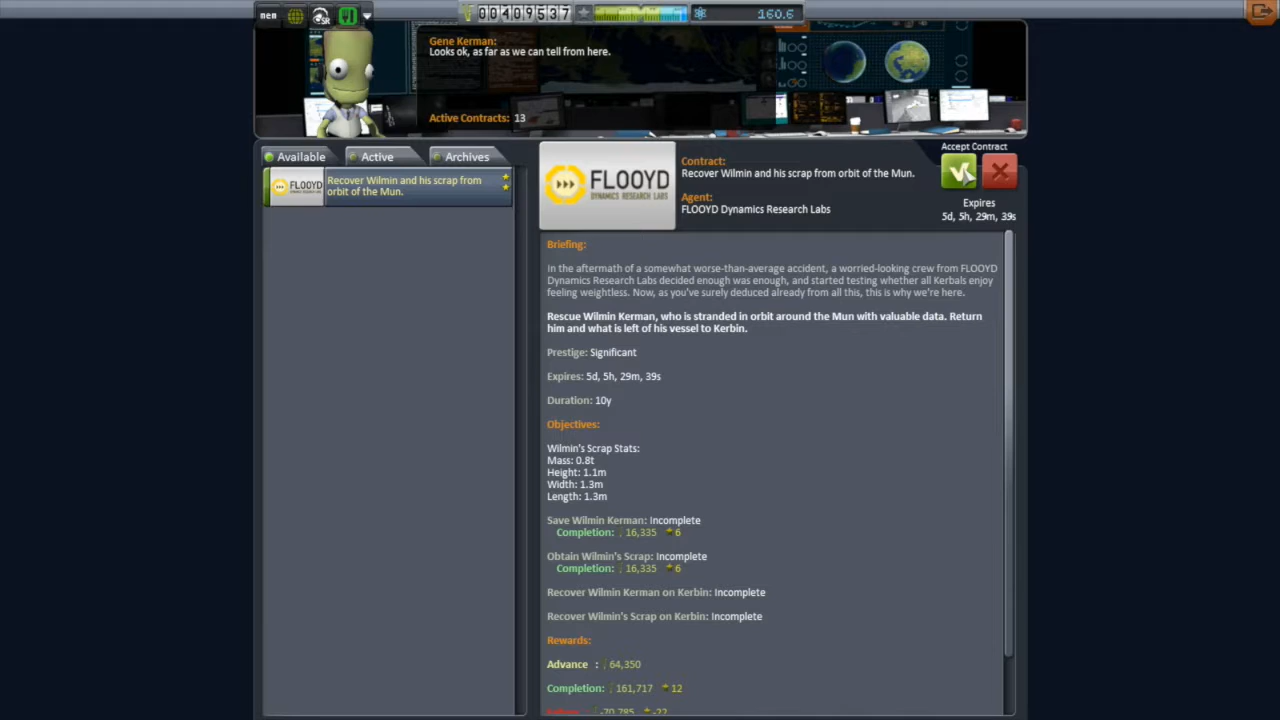 nen
00409537
160.6
Gene Kerman:
Looks ok, as far as we can tell from here.
Active Contracts: 13
Available
Active
Archives
FLOOYD
Recover Wilmin and his scrap from
orbit of the Mun.
FLOOYD
DYNAMICS RESEARCH LABS
Contract:
Recover Wilmin and his scrap from orbit of the Mun.
Agent:
FLOOYD Dynamics Research Labs
Accept Contract
Expires
5d, 5h, 29m, 39s
Briefing:
In the aftermath of a somewhat worse-than-average accident, a worried-looking crew from FLOOYD
Dynamics Research Labs decided enough was enough, and started testing whether all Kerbals enjoy
feeling weightless. Now, as you've surely deduced already from all this, this is why we're here.
Rescue Wilmin Kerman, who is stranded in orbit around the Mun with valuable data. Return
him and what is left of his vessel to Kerbin.
Prestige: Significant
Expires: 5d, 5h, 29m, 39s
Duration: 10y
Objectives:
Wilmin's Scrap Stats:
Mass: 0.8t
Height: 1.1m
Width: 1.3m
Length: 1.3m
Save Wilmin Kerman: Incomplete
Completion: 16,335 6
Obtain Wilmin's Scrap: Incomplete
Completion: 16,335 6
Recover Wilmin Kerman on Kerbin: Incomplete
Recover Wilmin's Scrap on Kerbin: Incomplete
Rewards:
Advance : 64,350
Completion: 161,717 12
-70,785 -22